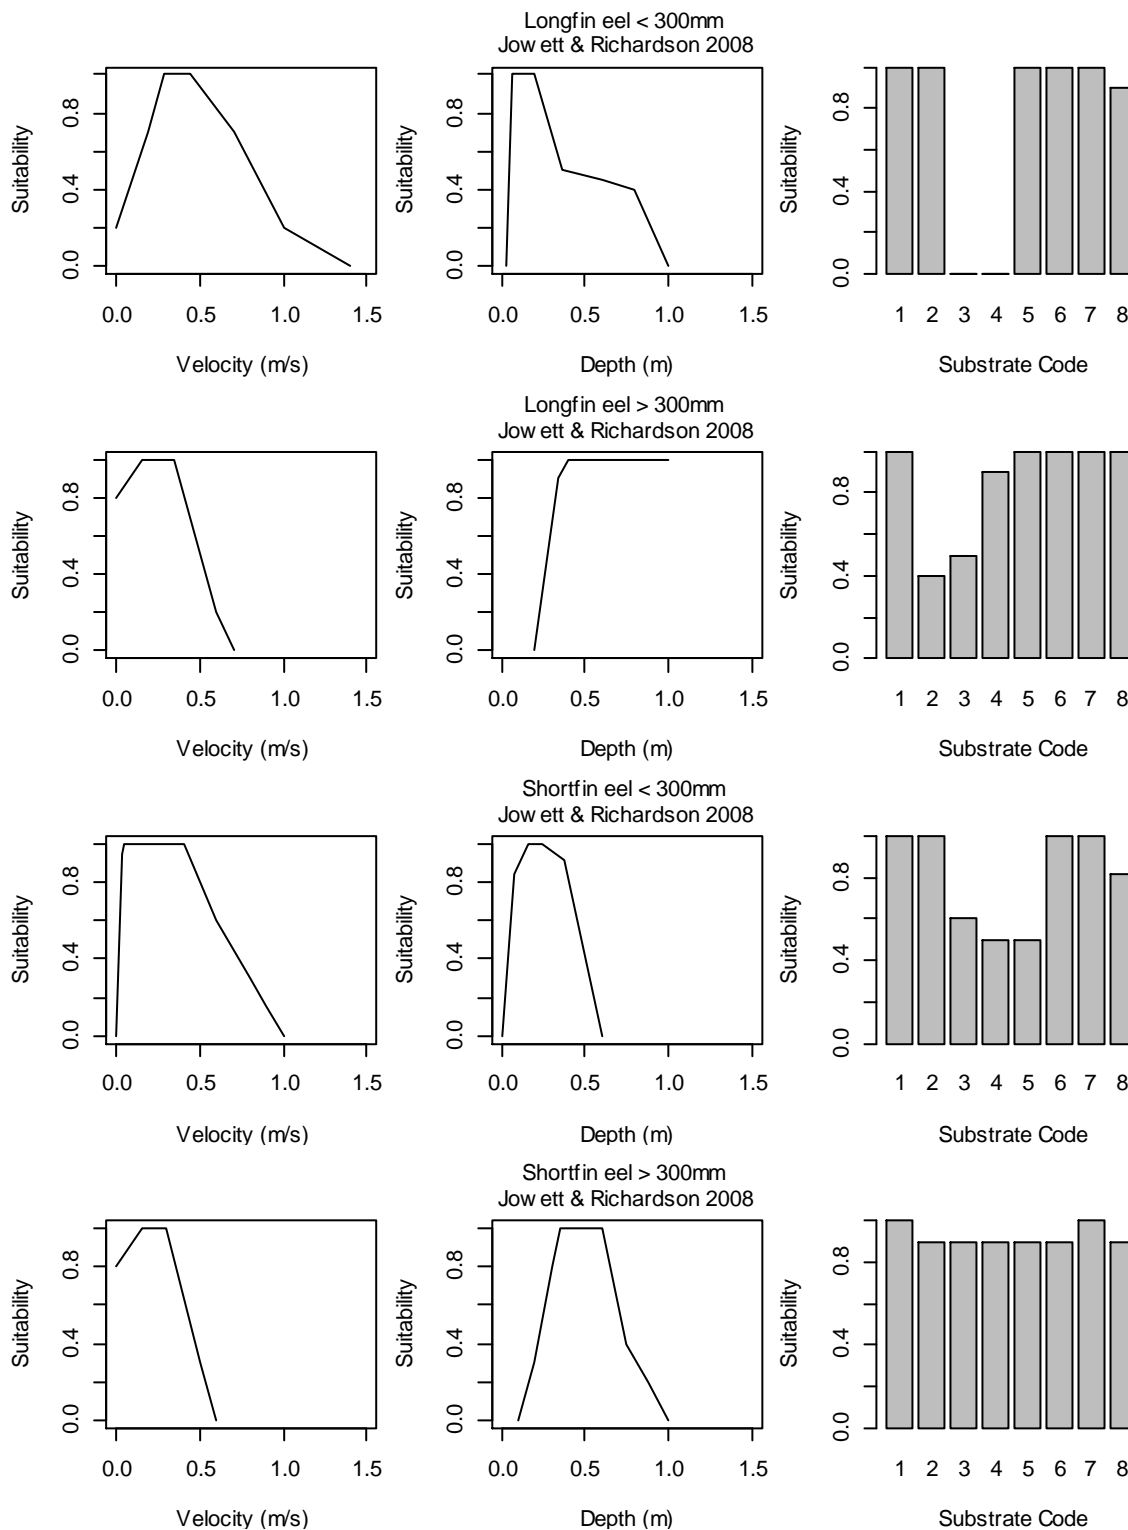 Longfin eel < 300mm
Jowett & Richardson 2008
Suitability
0.0 0.4 0.8
0.0 0.5 1.0 1.5
Velocity (m/s)
Suitability
0.0 0.4 0.8
0.0 0.5 1.0 1.5
Depth (m)
Suitability
0.0 0.4 0.8
1 2 3 4 5 6 7 8
Substrate Code
Longfin eel > 300mm
Jowett & Richardson 2008
Suitability
0.0 0.4 0.8
0.0 0.5 1.0 1.5
Velocity (m/s)
Suitability
0.0 0.4 0.8
0.0 0.5 1.0 1.5
Depth (m)
Suitability
0.0 0.4 0.8
1 2 3 4 5 6 7 8
Substrate Code
Shortfin eel < 300mm
Jowett & Richardson 2008
Suitability
0.0 0.4 0.8
0.0 0.5 1.0 1.5
Velocity (m/s)
Suitability
0.0 0.4 0.8
0.0 0.5 1.0 1.5
Depth (m)
Suitability
0.0 0.4 0.8
1 2 3 4 5 6 7 8
Substrate Code
Shortfin eel > 300mm
Jowett & Richardson 2008
Suitability
0.0 0.4 0.8
0.0 0.5 1.0 1.5
Velocity (m/s)
Suitability
0.0 0.4 0.8
0.0 0.5 1.0 1.5
Depth (m)
Suitability
0.0 0.4 0.8
1 2 3 4 5 6 7 8
Substrate Code